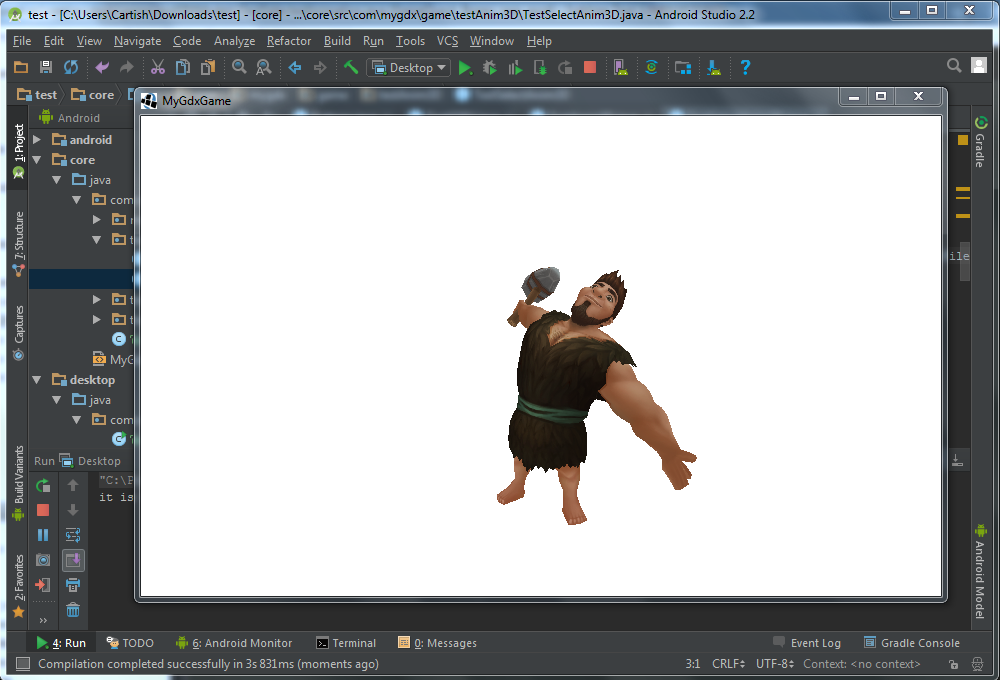 test - [C:\Users\Cartish\Downloads\test] - [core] - ...\core\src\com\mygdx\game\testAnim3D\TestSelectAnim3D.java - Android Studio 2.2
File Edit View Navigate Code Analyze Refactor Build Run Tools VCS Window Help
Desktop
test core
MyGdxGame
Android
1: Project
android
core
java
com
7: Structure
Gradle
ile
Captures
MyG
desktop
java
com
Run Desktop
Build Variants
"C:\P
it is
2: Favorites
Android Model
4: Run TODO 6: Android Monitor Terminal 0: Messages Event Log Gradle Console
Compilation completed successfully in 3s 831ms (moments ago) 3:1 CRLF UTF-8 Context: <no context>